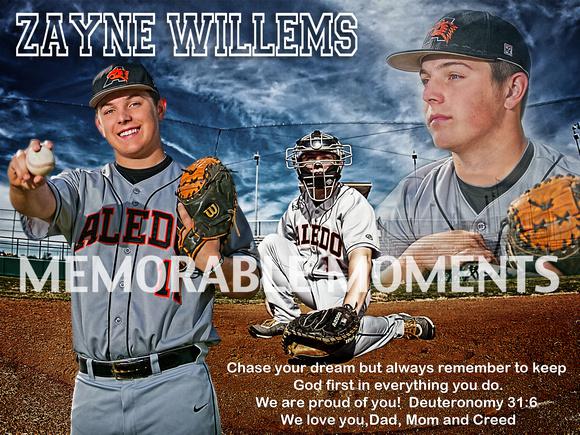 ZAYNE WILLEMS
ALEDO
ALEDO
MEMORABLE MOMENTS
Chase your dream but always remember to keep
God first in everything you do.
We are proud of you! Deuteronomy 31:6
We love you,Dad, Mom and Creed